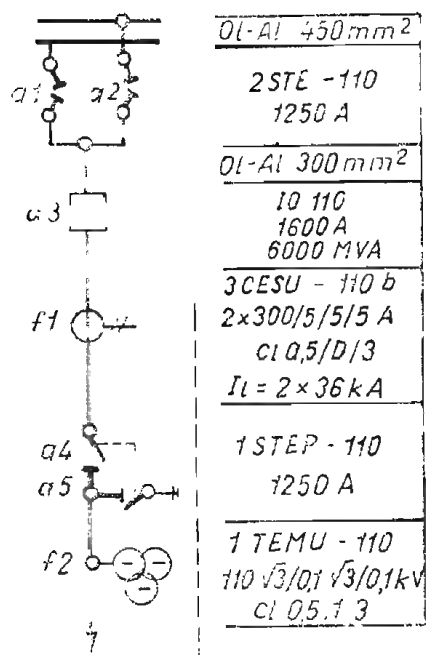 Ol-Al 450mm²
a1
a2
2STE -110
1250 A
Ol-Al 300mm²
a3
IO 110
1600A
6000 MVA
3CESU - 110 b
f1
2×300/5/5/5 A
Cl 0,5/D/3
Il = 2×36kA
a4
1STEP - 110
a5
1250 A
1 TEMU - 110
f2
110 √3/0,1 √3/0,1kV
Cl 0,5.1 3